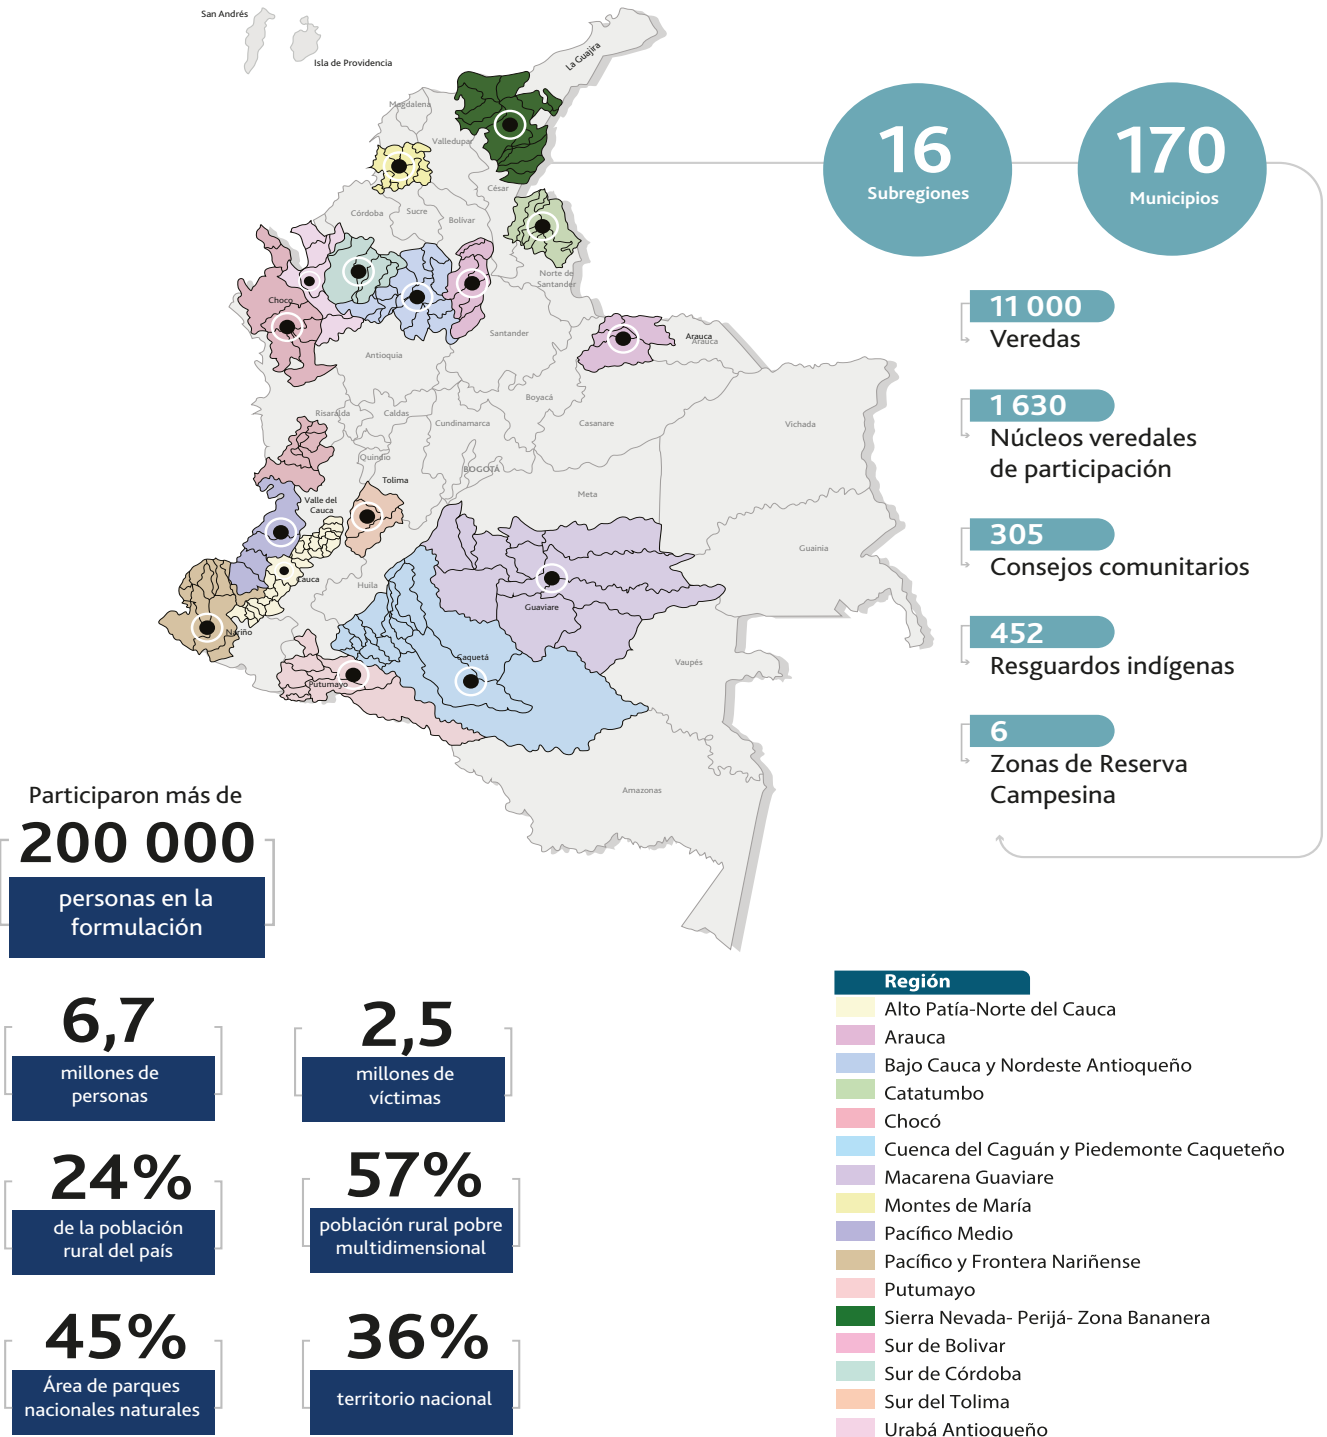 San Andrés
Isla de Providencia
La Guajira
Magdalena
Valledupar
César
Córdoba
Sucre
Bolívar
Norte de
Santander
Choco
Antioquia
Santander
Arauca
Arauca
Boyacá
Risaralda
Caldas
Cundinamarca
Casanare
Vichada
Quindío
BOGOTÁ
Tolima
Meta
Valle del
Cauca
Guainia
Cauca
Huila
Guaviare
Nariño
Caquetá
Vaupés
Putumayo
Amazonas
16
Subregiones
170
Municipios
11 000
Veredas
1 630
Núcleos veredales
de participación
305
Consejos comunitarios
452
Resguardos indígenas
6
Zonas de Reserva
Campesina
Participaron más de
200 000
personas en la
formulación
6,7
millones de
personas
2,5
millones de
víctimas
24%
de la población
rural del país
57%
población rural pobre
multidimensional
45%
Área de parques
nacionales naturales
36%
territorio nacional
Región
Alto Patía-Norte del Cauca
Arauca
Bajo Cauca y Nordeste Antioqueño
Catatumbo
Chocó
Cuenca del Caguán y Piedemonte Caqueteño
Macarena Guaviare
Montes de María
Pacífico Medio
Pacífico y Frontera Nariñense
Putumayo
Sierra Nevada- Perijá- Zona Bananera
Sur de Bolivar
Sur de Córdoba
Sur del Tolima
Urabá Antioqueño